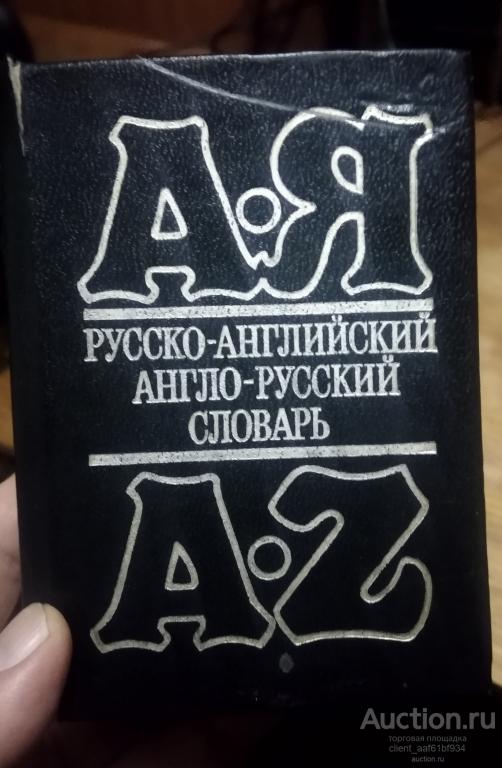 А·Я
РУССКО-АНГЛИЙСКИЙ
АНГЛО-РУССКИЙ
СЛОВАРЬ
A·Z
Auction.ru
торговая площадка
client_aaf61bf934
auction.ru